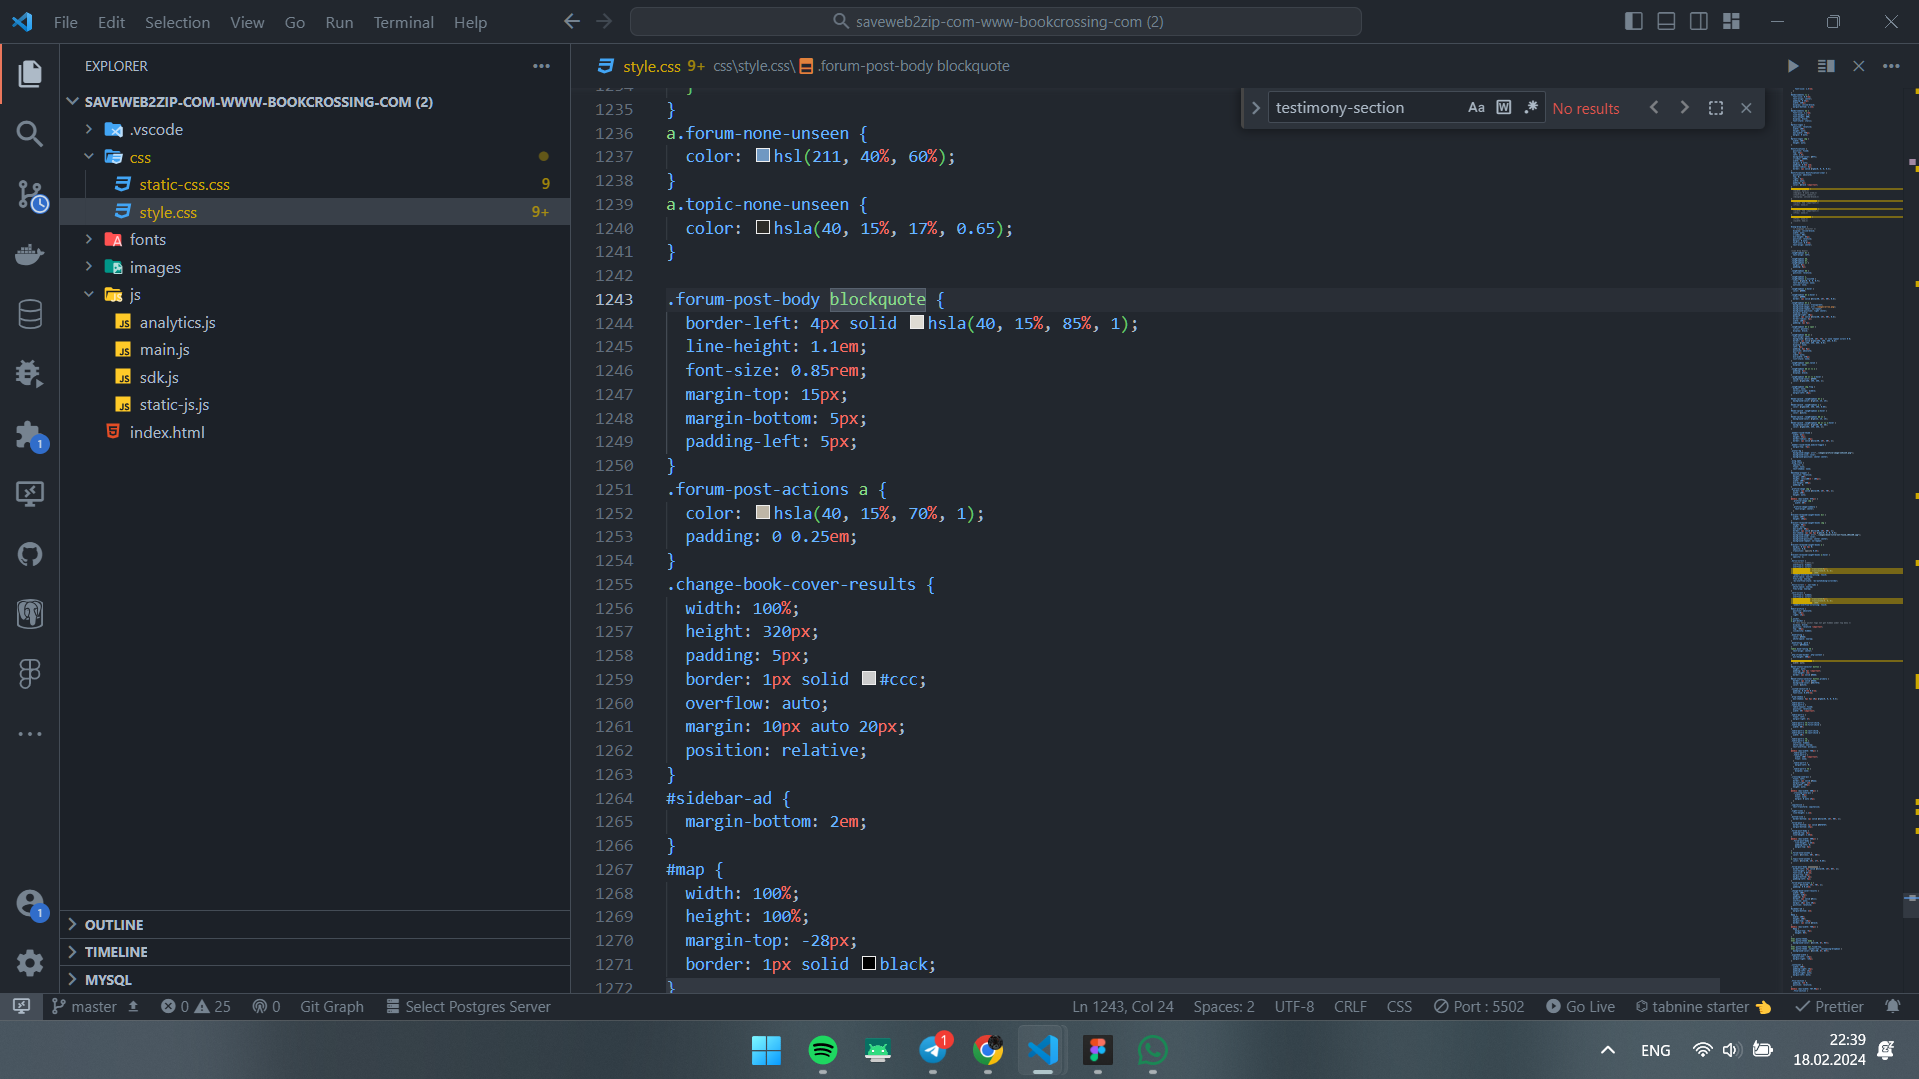 File Edit Selection View Go Run Terminal Help
saveweb2zip-com-www-bookcrossing-com (2)
EXPLORER
SAVEWEB2ZIP-COM-WWW-BOOKCROSSING-COM (2)
.vscode
css
static-css.css 9
style.css 9+
fonts
images
js
JS analytics.js
JS main.js
JS sdk.js
JS static-js.js
index.html
OUTLINE
TIMELINE
MYSQL
1
1
style.css 9+ css\style.css\ .forum-post-body blockquote
testimony-section Aa W No results
1234 }
1235 }
1236 a.forum-none-unseen {
1237 color: hsl(211, 40%, 60%);
1238 }
1239 a.topic-none-unseen {
1240 color: hsla(40, 15%, 17%, 0.65);
1241 }
1242
1243 .forum-post-body blockquote {
1244 border-left: 4px solid hsla(40, 15%, 85%, 1);
1245 line-height: 1.1em;
1246 font-size: 0.85rem;
1247 margin-top: 15px;
1248 margin-bottom: 5px;
1249 padding-left: 5px;
1250 }
1251 .forum-post-actions a {
1252 color: hsla(40, 15%, 70%, 1);
1253 padding: 0 0.25em;
1254 }
1255 .change-book-cover-results {
1256 width: 100%;
1257 height: 320px;
1258 padding: 5px;
1259 border: 1px solid #ccc;
1260 overflow: auto;
1261 margin: 10px auto 20px;
1262 position: relative;
1263 }
1264 #sidebar-ad {
1265 margin-bottom: 2em;
1266 }
1267 #map {
1268 width: 100%;
1269 height: 100%;
1270 margin-top: -28px;
1271 border: 1px solid black;
1272 }
master 0 25 0 Git Graph Select Postgres Server Ln 1243, Col 24 Spaces: 2 UTF-8 CRLF CSS Port : 5502 Go Live tabnine starter Prettier
1
ENG
22:39
18.02.2024